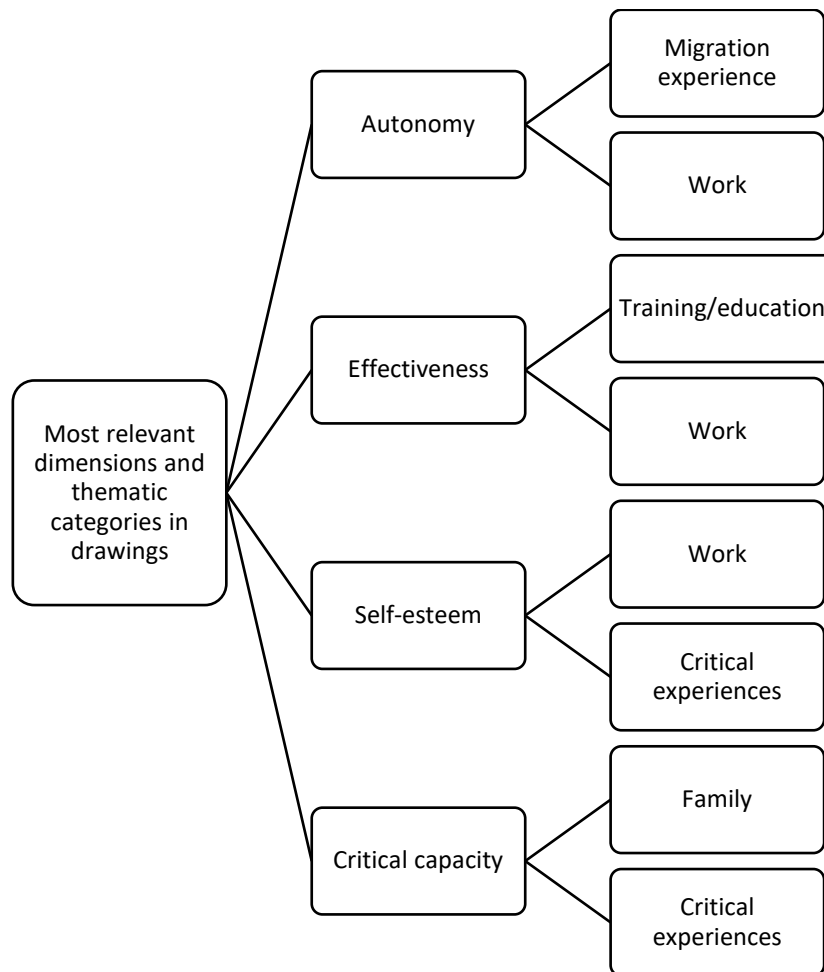 Most relevant
dimensions and
thematic
categories in
drawings
Autonomy
Migration
experience
Work
Effectiveness
Training/education
Work
Self-esteem
Work
Critical
experiences
Critical capacity
Family
Critical
experiences